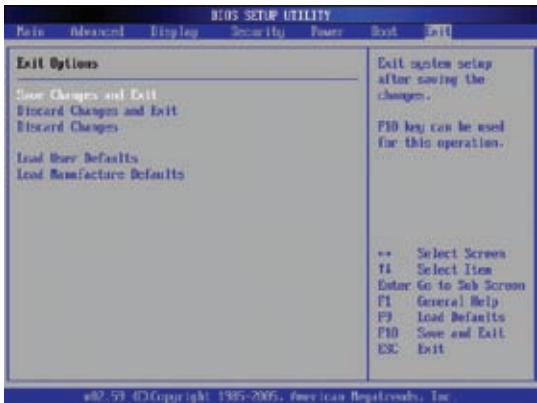 BIOS SETUP UTILITY
Main Advanced Display Security Power Boot Exit
Exit Options
Save Changes and Exit
Discard Changes and Exit
Discard Changes
Load User Defaults
Load Manufacture Defaults
Exit system setup
after saving the
changes.
F10 key can be used
for this operation.
↔ Select Screen
↑↓ Select Item
Enter Go to Sub Screen
F1 General Help
F9 Load Defaults
F10 Save and Exit
ESC Exit
v02.59 (C)Copyright 1985-2005, American Megatrends, Inc.